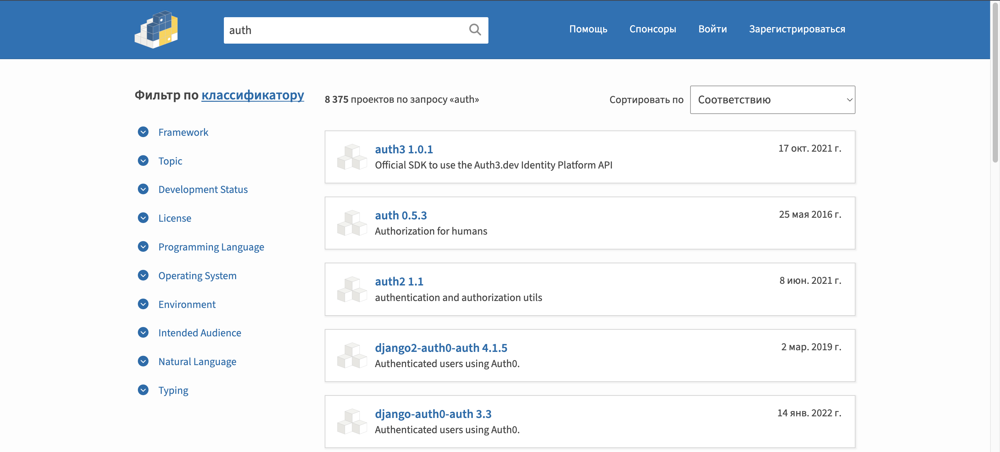 auth
Помощь
Спонсоры
Войти
Зарегистрироваться
Фильтр по классификатору
Framework
Topic
Development Status
License
Programming Language
Operating System
Environment
Intended Audience
Natural Language
Typing
8 375 проектов по запросу «auth»
Сортировать по
Соответствию
auth3 1.0.1
17 окт. 2021 г.
Official SDK to use the Auth3.dev Identity Platform API
auth 0.5.3
25 мая 2016 г.
Authorization for humans
auth2 1.1
8 июн. 2021 г.
authentication and authorization utils
django2-auth0-auth 4.1.5
2 мар. 2019 г.
Authenticated users using Auth0.
django-auth0-auth 3.3
14 янв. 2022 г.
Authenticated users using Auth0.